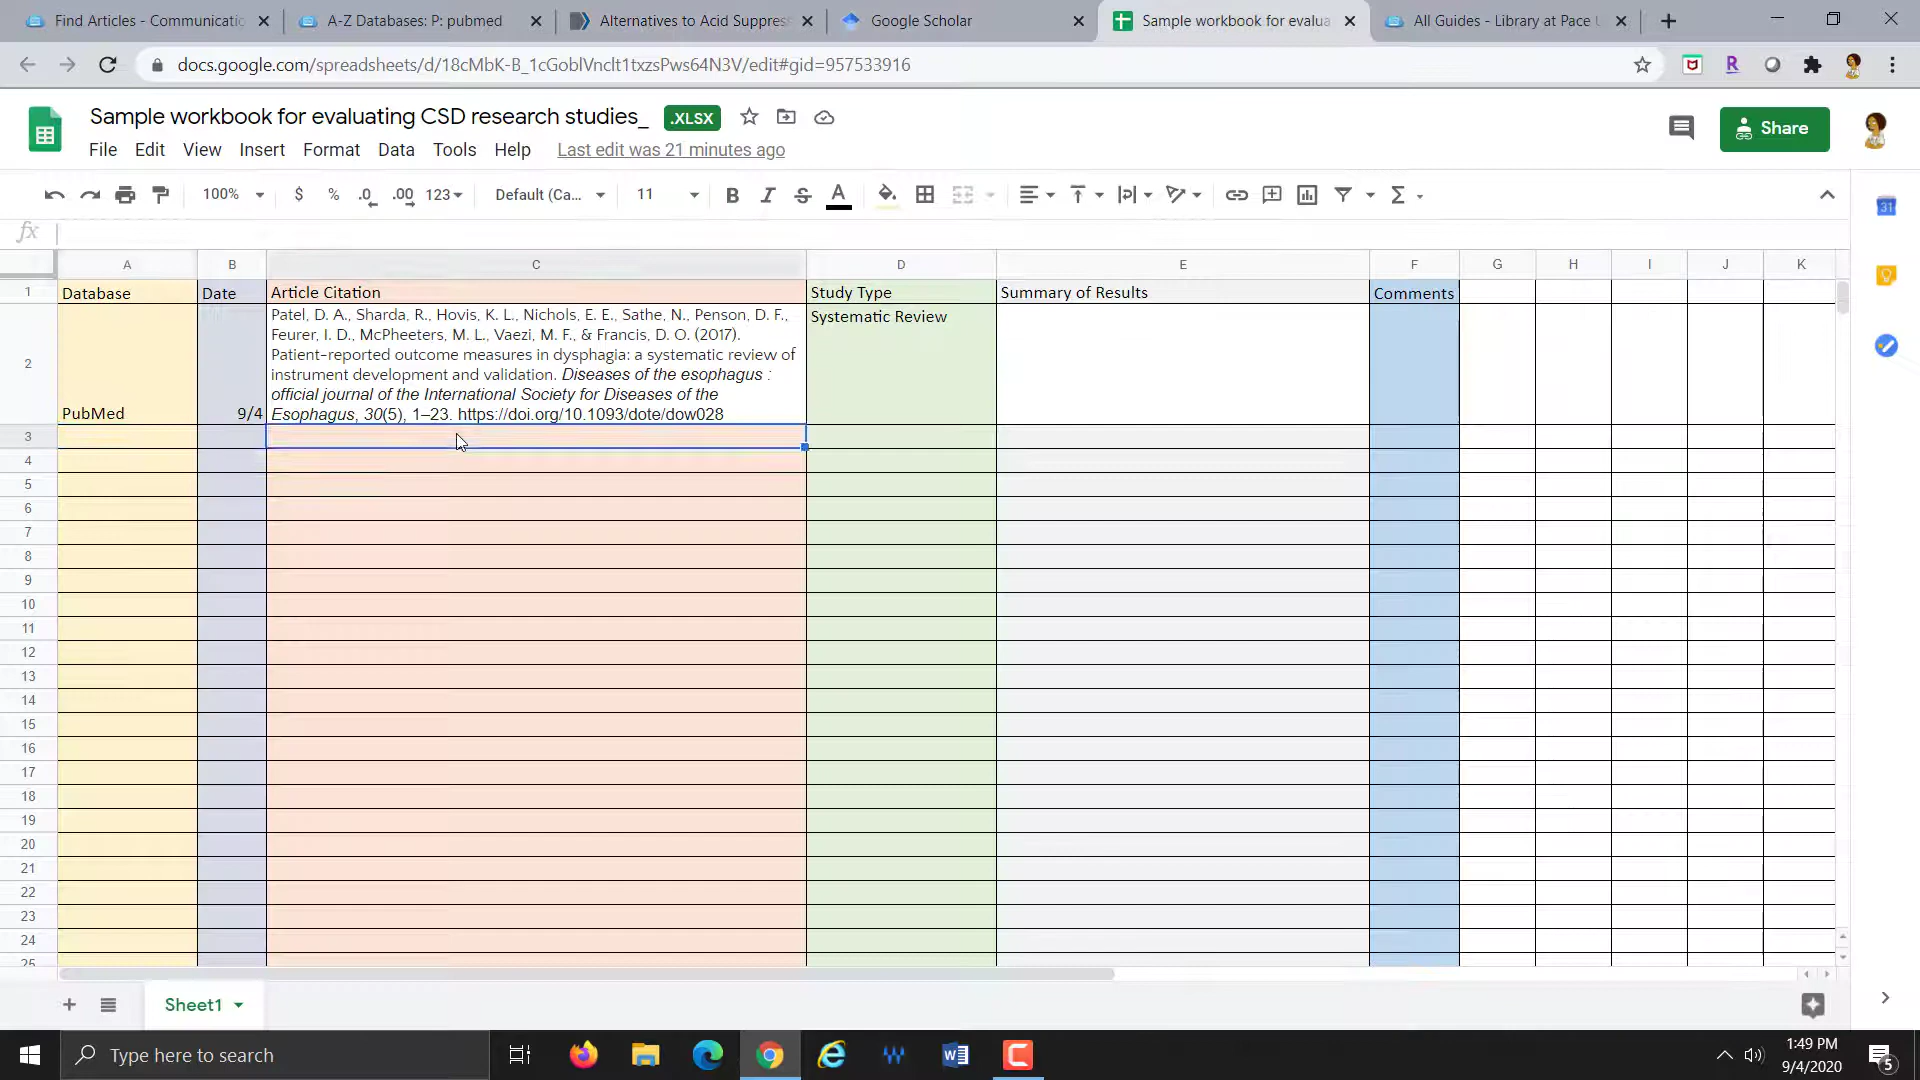 Find Articles - Communicatic
A-Z Databases: P: pubmed
Alternatives to Acid Suppres
Google Scholar
Sample workbook for evalua
All Guides - Library at Pace U
docs.google.com/spreadsheets/d/18cMbK-B_1cGoblVnclt1txzsPws64N3V/edit#gid=957533916
Sample workbook for evaluating CSD research studies_ .XLSX
Share
File Edit View Insert Format Data Tools Help Last edit was 21 minutes ago
100% $ % .0 .00 123 Default (Ca... 11 B I S A Σ
fx
A B C D E F G H I J K
1 Database Date Article Citation Study Type Summary of Results Comments
Patel, D. A., Sharda, R., Hovis, K. L., Nichols, E. E., Sathe, N., Penson, D. F.,
Feurer, I. D., McPheeters, M. L., Vaezi, M. F., & Francis, D. O. (2017).
Patient-reported outcome measures in dysphagia: a systematic review of
instrument development and validation. Diseases of the esophagus :
official journal of the International Society for Diseases of the
Esophagus, 30(5), 1–23. https://doi.org/10.1093/dote/dow028
Systematic Review
2
PubMed 9/4
3
4
5
6
7
8
9
10
11
12
13
14
15
16
17
18
19
20
21
22
23
24
25
Sheet1
31
Type here to search
1:49 PM
9/4/2020
5